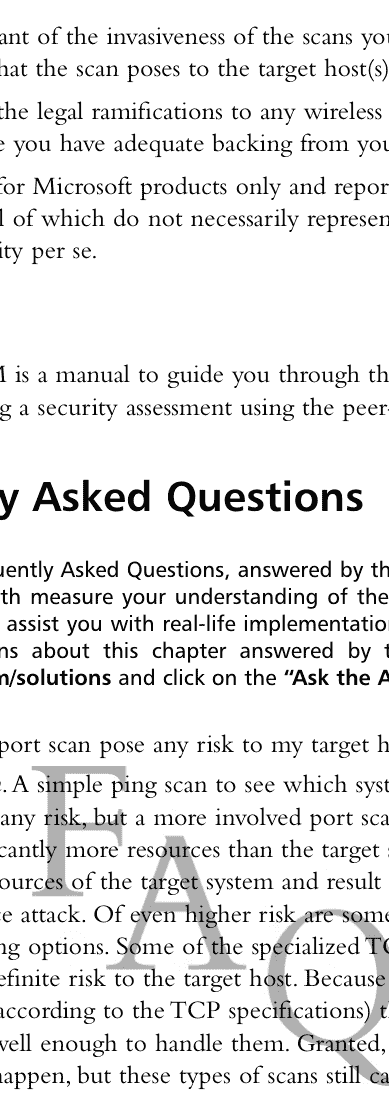 ant of the invasiveness of the scans you
hat the scan poses to the target host(s)
the legal ramifications to any wireless
e you have adequate backing from you
for Microsoft products only and repor
l of which do not necessarily represen
ity per se.
M is a manual to guide you through th
g a security assessment using the peer-
y Asked Questions
uently Asked Questions, answered by th
th measure your understanding of the
assist you with real-life implementation
ns about this chapter answered by t
m/solutions and click on the “Ask the A
port scan pose any risk to my target h
e. A simple ping scan to see which syst
any risk, but a more involved port sca
cantly more resources than the target s
ources of the target system and result
ce attack. Of even higher risk are some
ng options. Some of the specialized TC
efinite risk to the target host. Because
according to the TCP specifications) th
well enough to handle them. Granted,
happen, but these types of scans still ca
FAQ